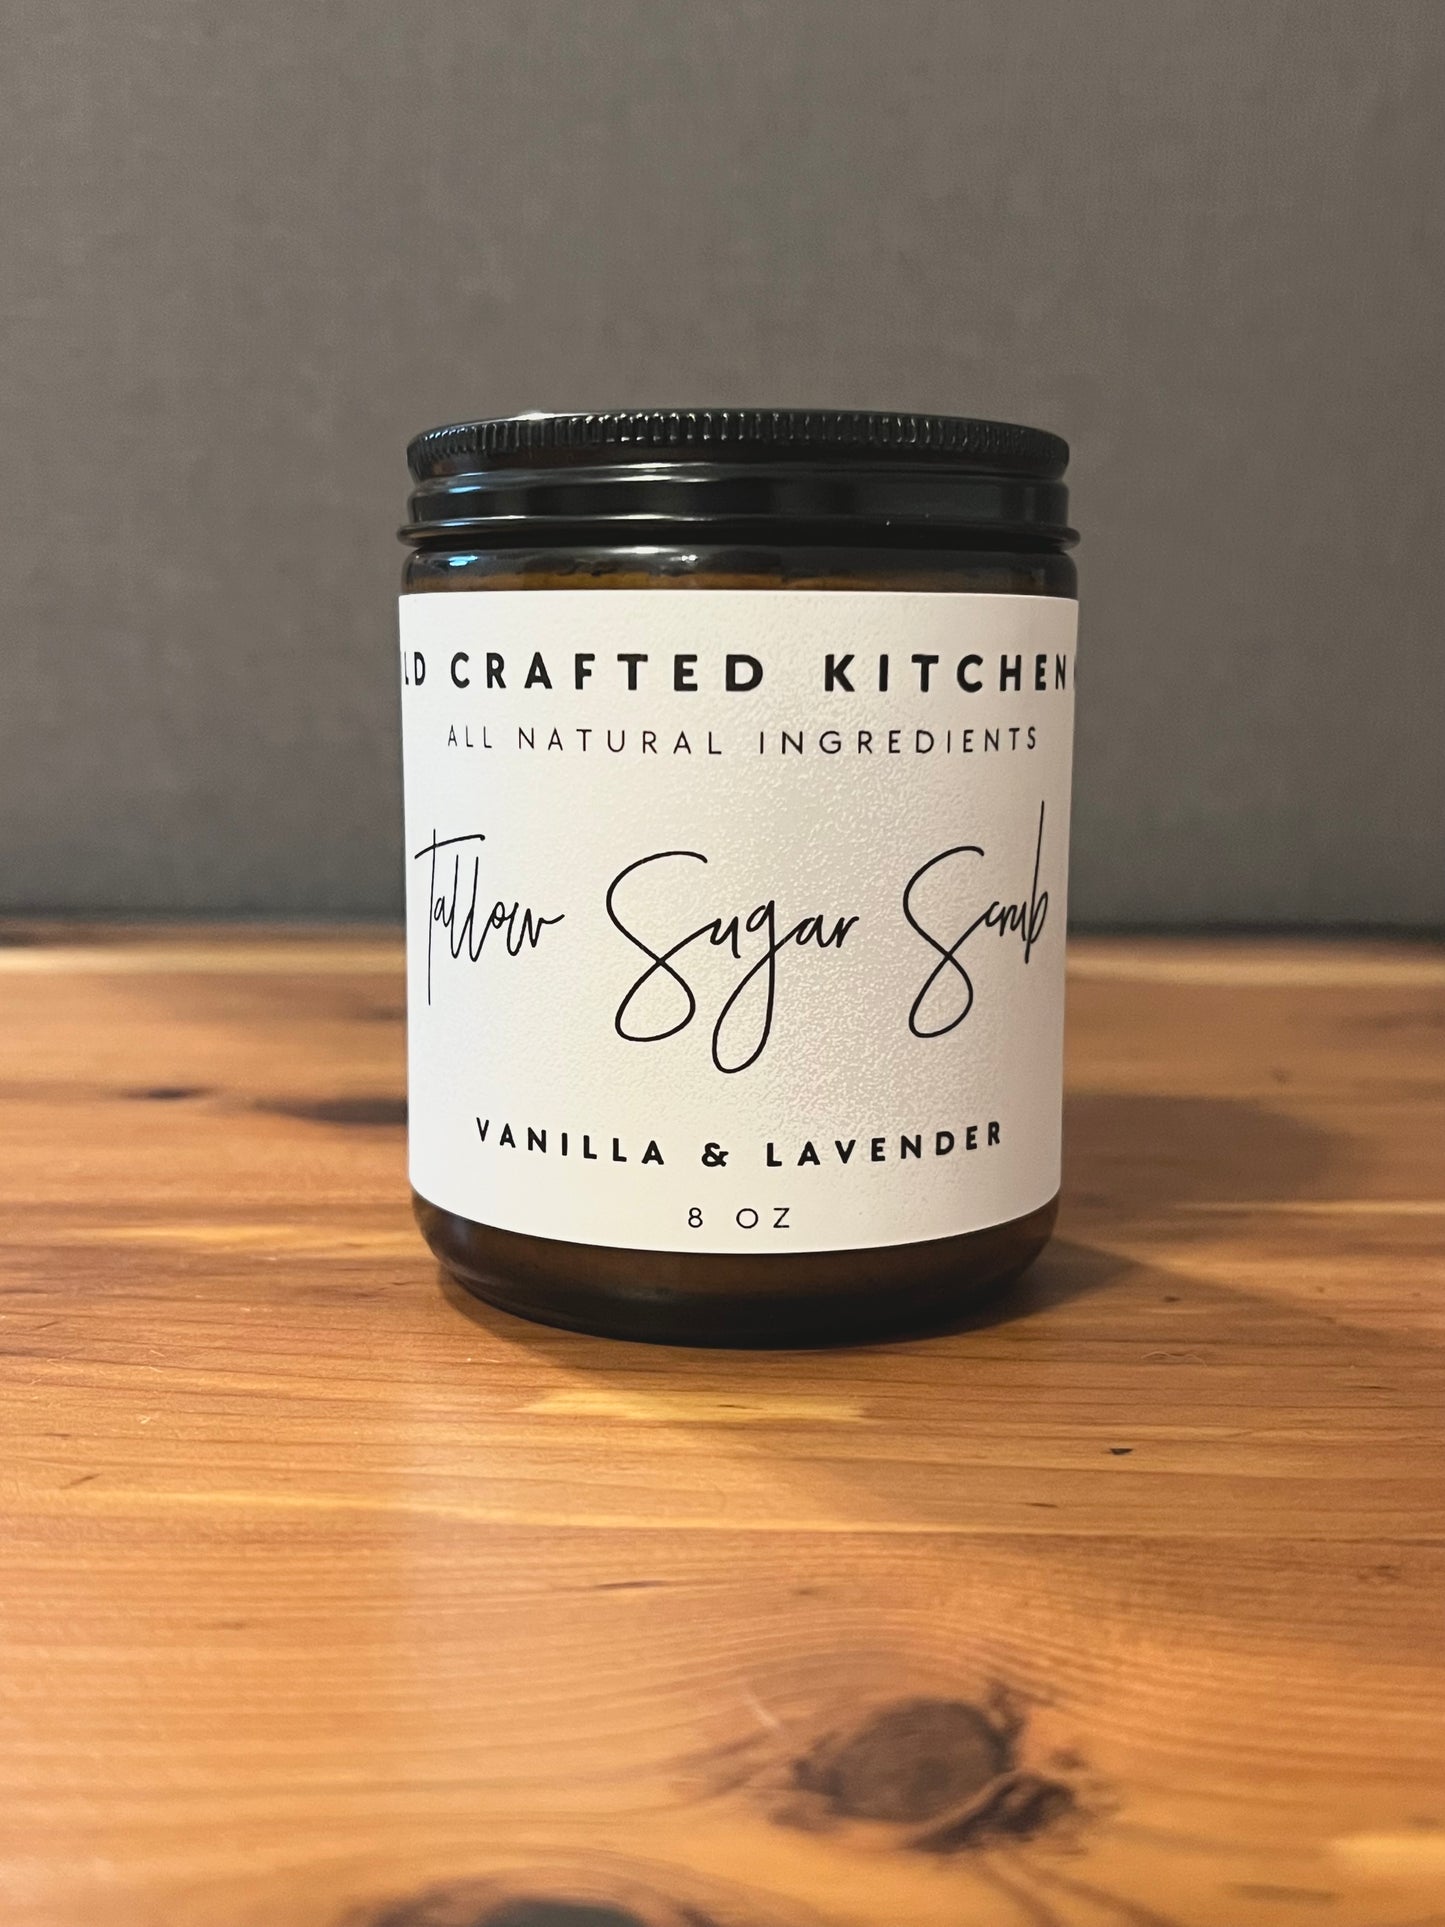 LD CRAFTED KITCHEN
ALL NATURAL INGREDIENTS
Tallow Sugar Scrub
VANILLA & LAVENDER
8 OZ